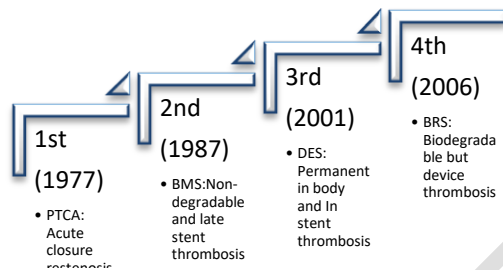 1st
(1977)
• PTCA:
Acute
closure
restenosis
2nd
(1987)
• BMS:Non-
degradable
and late
stent
thrombosis
3rd
(2001)
• DES:
Permanent
in body
and In
stent
thrombosis
4th
(2006)
• BRS:
Biodegrada
ble but
device
thrombosis